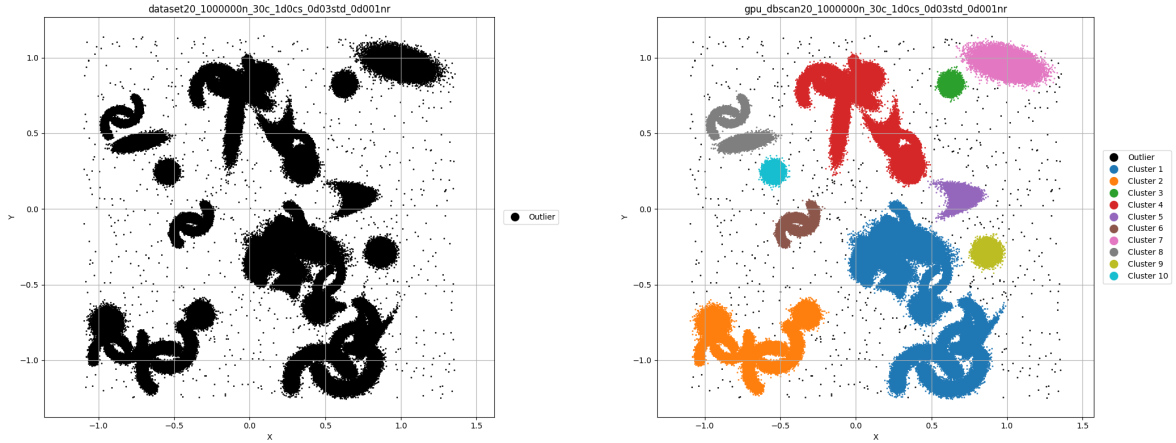 dataset20_1000000n_30c_1d0cs_0d03std_0d001nr
1.0
0.5
0.0
−0.5
−1.0
Y
−1.0 −0.5 0.0 0.5 1.0 1.5
X
Outlier
gpu_dbscan20_1000000n_30c_1d0cs_0d03std_0d001nr
1.0
0.5
0.0
−0.5
−1.0
Y
−1.0 −0.5 0.0 0.5 1.0 1.5
X
Outlier
Cluster 1
Cluster 2
Cluster 3
Cluster 4
Cluster 5
Cluster 6
Cluster 7
Cluster 8
Cluster 9
Cluster 10